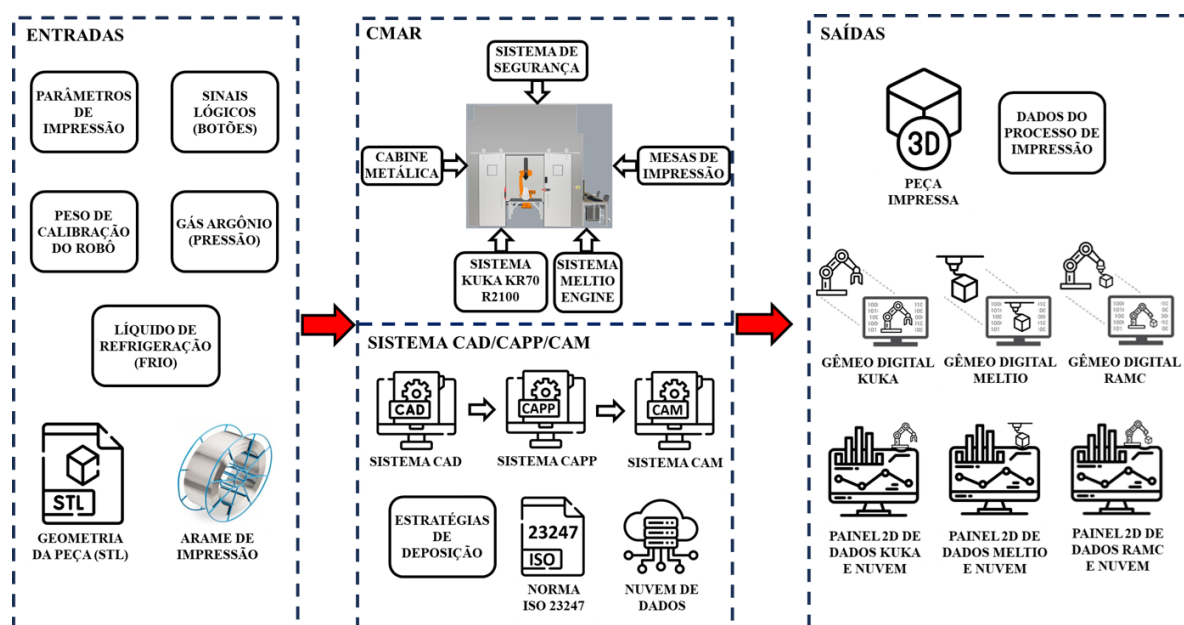 ENTRADAS
PARÂMETROS
DE
IMPRESSÃO
SINAIS
LÓGICOS
(BOTÕES)
PESO DE
CALIBRAÇÃO
DO ROBÔ
GÁS ARGÔNIO
(PRESSÃO)
LÍQUIDO DE
REFRIGERAÇÃO
(FRIO)
STL
GEOMETRIA
DA PEÇA (STL)
ARAME DE
IMPRESSÃO
CMAR
SISTEMA DE
SEGURANÇA
CABINE
METÁLICA
MESAS DE
IMPRESSÃO
SISTEMA
KUKA KR70
R2100
SISTEMA
MELTIO
ENGINE
SISTEMA CAD/CAPP/CAM
CAD
CAPP
CAM
SISTEMA CAD
SISTEMA CAPP
SISTEMA CAM
ESTRATÉGIAS
DE
DEPOSIÇÃO
23247
ISO
NORMA
ISO 23247
NUVEM DE
DADOS
SAÍDAS
3D
PEÇA
IMPRESSA
DADOS DO
PROCESSO DE
IMPRESSÃO
GÊMEO DIGITAL
KUKA
GÊMEO DIGITAL
MELTIO
GÊMEO DIGITAL
RAMC
PAINEL 2D DE
DADOS KUKA
E NUVEM
PAINEL 2D DE
DADOS MELTIO
E NUVEM
PAINEL 2D DE
DADOS RAMC
E NUVEM